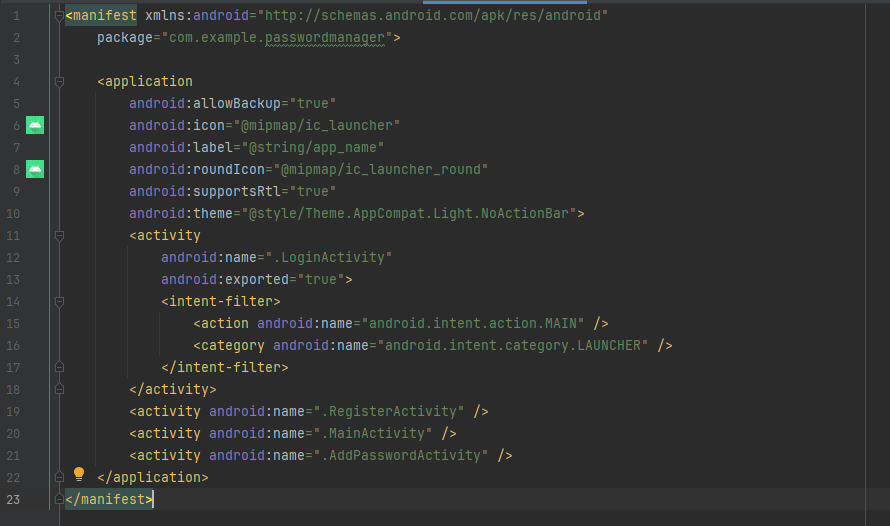 1 <manifest xmlns:android="http://schemas.android.com/apk/res/android"
2     package="com.example.passwordmanager">
3
4     <application
5         android:allowBackup="true"
6         android:icon="@mipmap/ic_launcher"
7         android:label="@string/app_name"
8         android:roundIcon="@mipmap/ic_launcher_round"
9         android:supportsRtl="true"
10         android:theme="@style/Theme.AppCompat.Light.NoActionBar">
11         <activity
12             android:name=".LoginActivity"
13             android:exported="true">
14             <intent-filter>
15                 <action android:name="android.intent.action.MAIN" />
16                 <category android:name="android.intent.category.LAUNCHER" />
17             </intent-filter>
18         </activity>
19         <activity android:name=".RegisterActivity" />
20         <activity android:name=".MainActivity" />
21         <activity android:name=".AddPasswordActivity" />
22     </application>
23 </manifest>